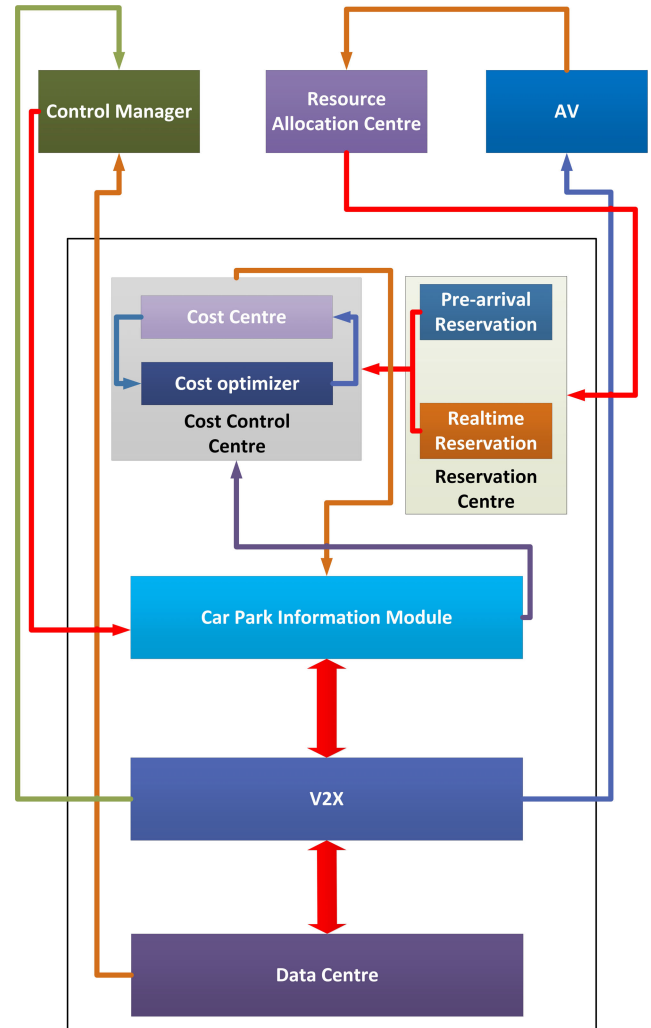 Control Manager
Resource
Allocation Centre
AV
Cost Centre
Cost optimizer
Cost Control
Centre
Pre-arrival
Reservation
Realtime
Reservation
Reservation
Centre
Car Park Information Module
V2X
Data Centre